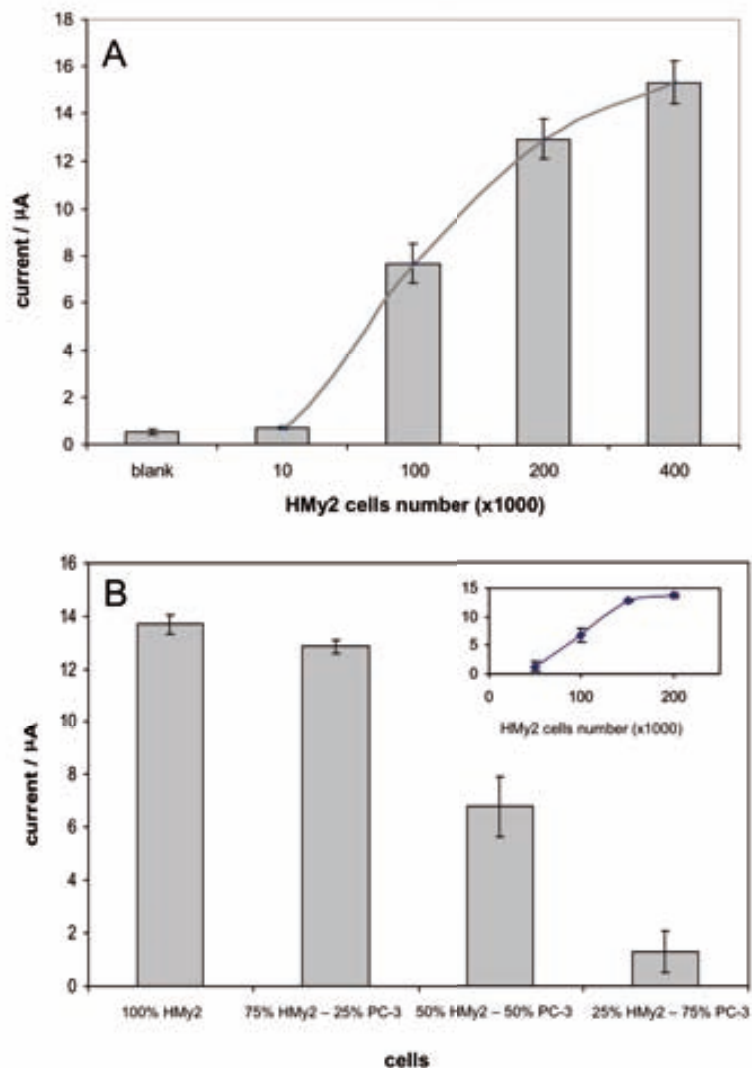 A
18
16
14
12
10
8
6
4
2
0
current / µA
blank 10 100 200 400
HMy2 cells number (x1000)
B
16
14
12
10
8
6
4
2
0
current / µA
15
10
5
0
0 100 200
HMy2 cells number (x1000)
100% HMy2 75% HMy2 – 25% PC-3 50% HMy2 – 50% PC-3 25% HMy2 – 75% PC-3
cells